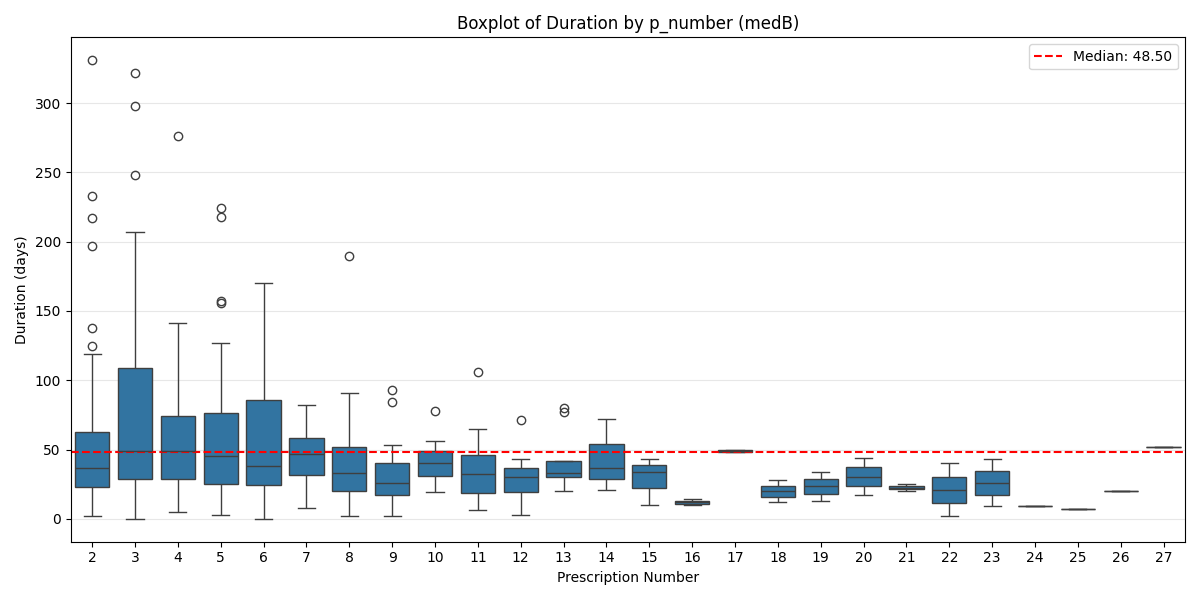 Boxplot of Duration by p_number (medB)
Median: 48.50
Duration (days)
300
250
200
150
100
50
0
2 3 4 5 6 7 8 9 10 11 12 13 14 15 16 17 18 19 20 21 22 23 24 25 26 27
Prescription Number